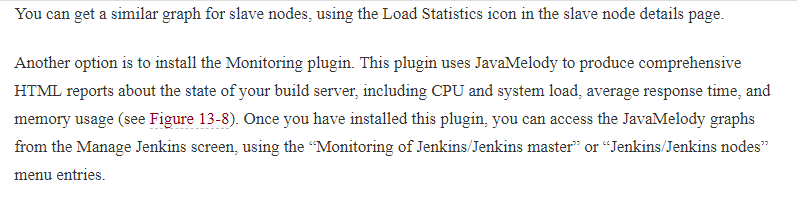 You can get a similar graph for slave nodes, using the Load Statistics icon in the slave node details page.
Another option is to install the Monitoring plugin. This plugin uses JavaMelody to produce comprehensive
HTML reports about the state of your build server, including CPU and system load, average response time, and
memory usage (see Figure 13-8). Once you have installed this plugin, you can access the JavaMelody graphs
from the Manage Jenkins screen, using the “Monitoring of Jenkins/Jenkins master” or “Jenkins/Jenkins nodes”
menu entries.